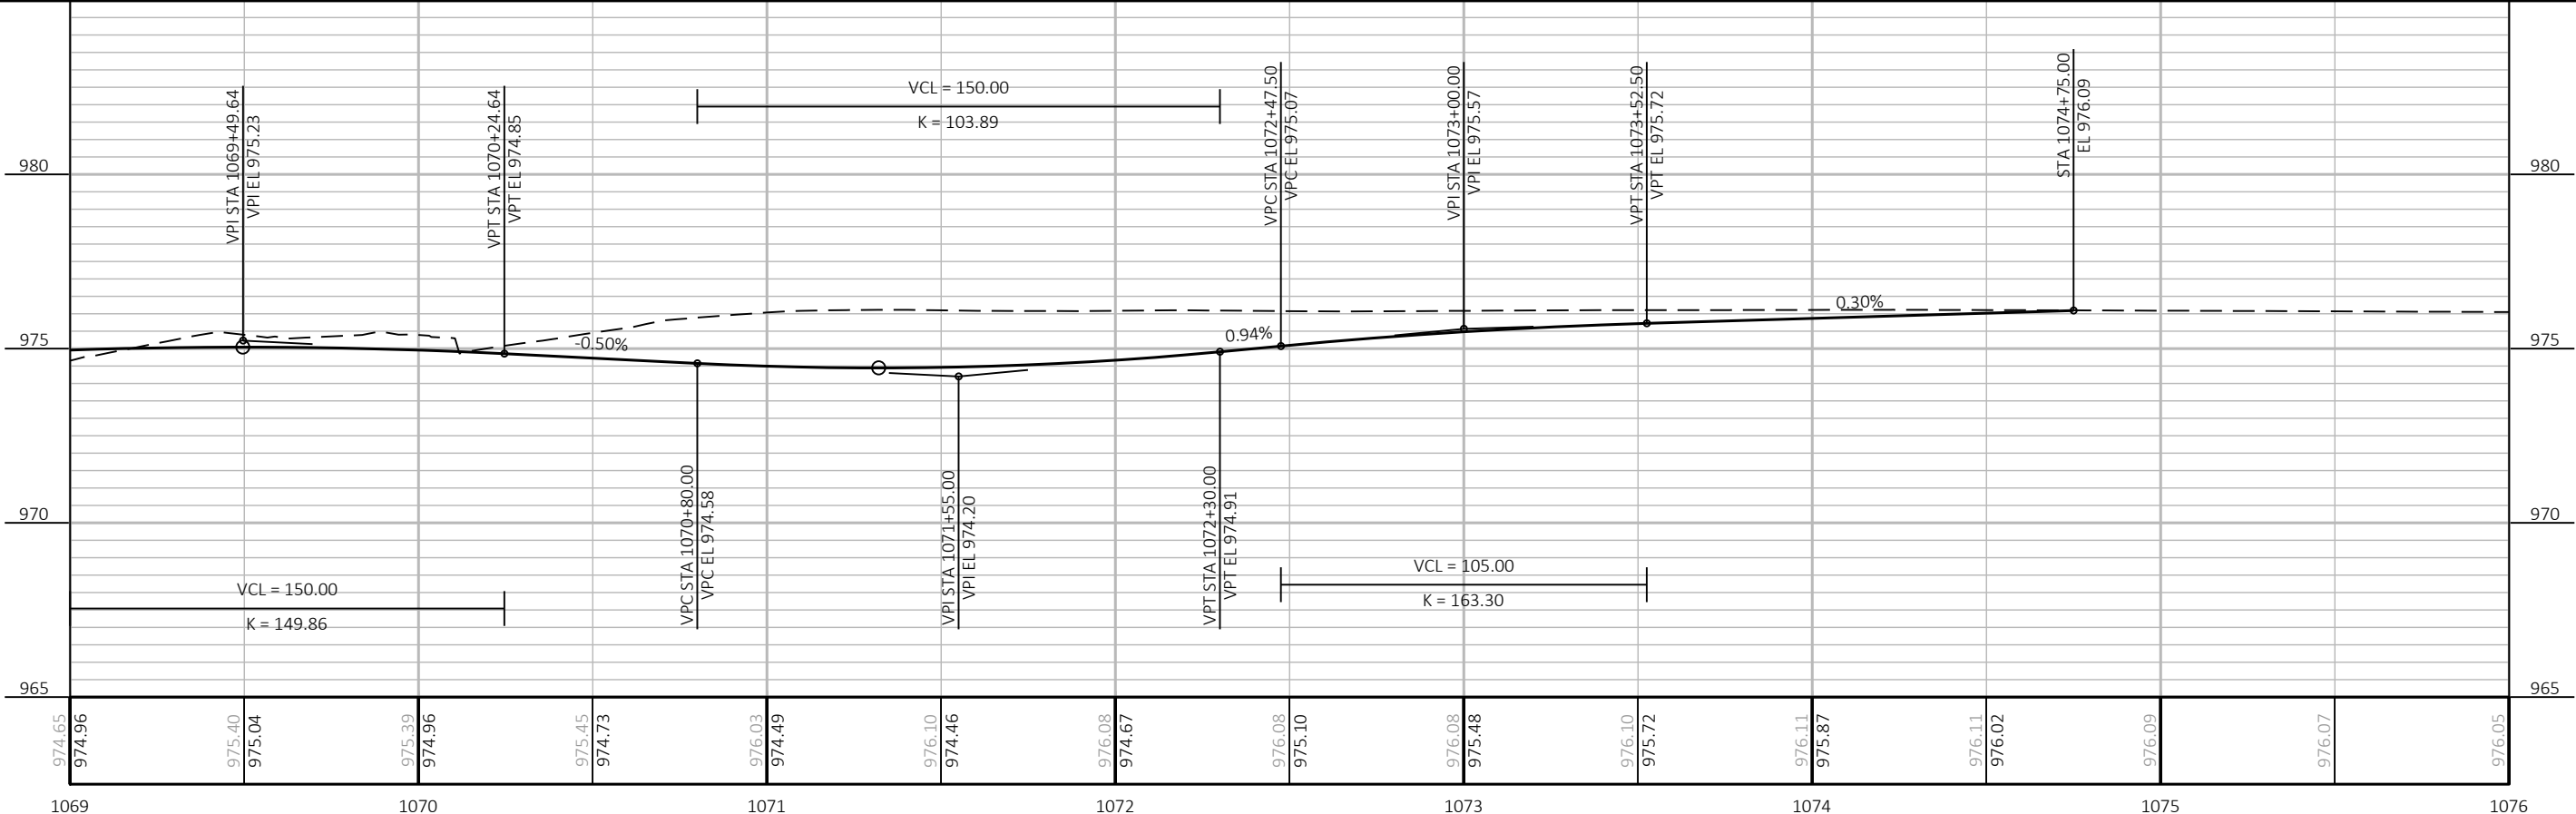 VPI STA 1069+49.64
VPI EL 975.23
VPT STA 1070+24.64
VPT EL 974.85
VCL = 150.00
K = 103.89
VPC STA 1072+47.50
VPC EL 975.07
VPI STA 1073+00.00
VPI EL 975.57
VPT STA 1073+52.50
VPT EL 975.72
STA 1074+75.00
EL 976.09
980
980
975
975
-0.50%
0.94%
0.30%
VPC STA 1070+80.00
VPC EL 974.58
VPI STA 1071+55.00
VPI EL 974.20
VPT STA 1072+30.00
VPT EL 974.91
970
970
VCL = 150.00
K = 149.86
VCL = 105.00
K = 163.30
965
965
974.65
974.96
975.40
975.04
975.39
974.96
975.45
974.73
976.03
974.49
976.10
974.46
976.08
974.67
976.08
975.10
976.08
975.48
976.10
975.72
976.11
975.87
976.11
976.02
976.09
976.07
976.05
1069
1070
1071
1072
1073
1074
1075
1076